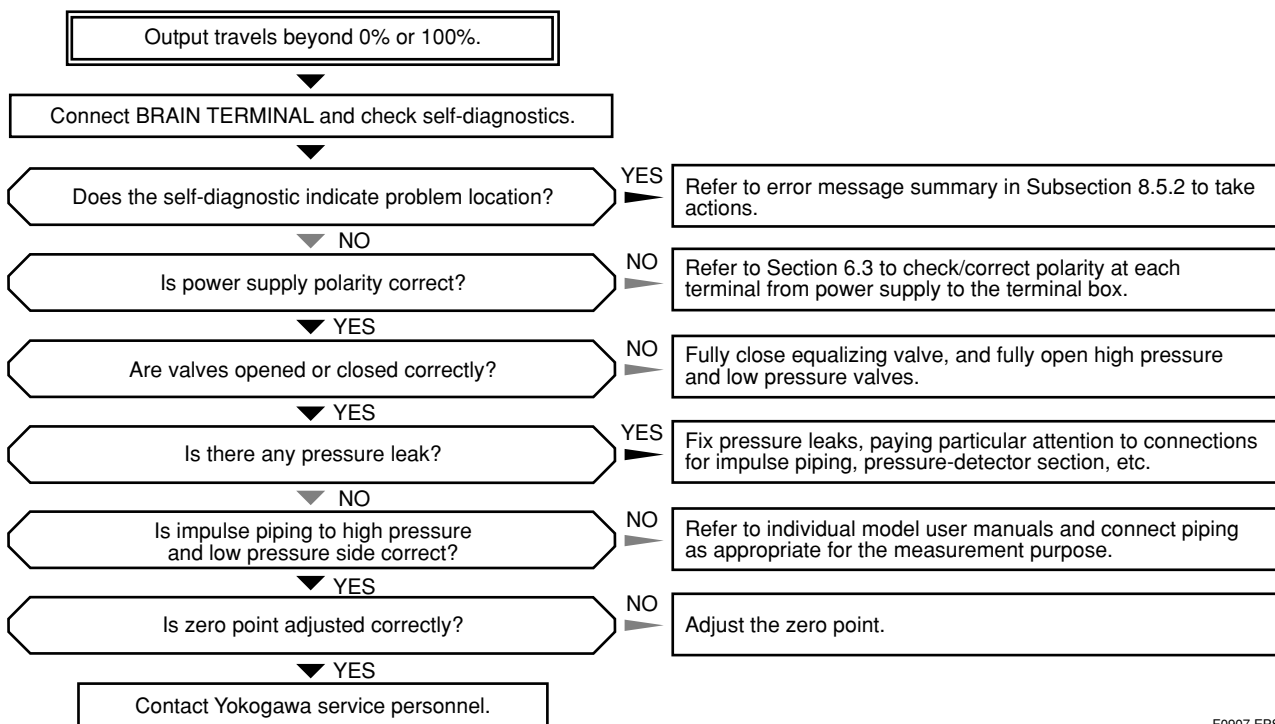 Output travels beyond 0% or 100%.
Connect BRAIN TERMINAL and check self-diagnostics.
Does the self-diagnostic indicate problem location?
YES
Refer to error message summary in Subsection 8.5.2 to take
actions.
NO
Is power supply polarity correct?
NO
Refer to Section 6.3 to check/correct polarity at each
terminal from power supply to the terminal box.
YES
Are valves opened or closed correctly?
NO
Fully close equalizing valve, and fully open high pressure
and low pressure valves.
YES
Is there any pressure leak?
YES
Fix pressure leaks, paying particular attention to connections
for impulse piping, pressure-detector section, etc.
NO
Is impulse piping to high pressure
and low pressure side correct?
NO
Refer to individual model user manuals and connect piping
as appropriate for the measurement purpose.
YES
Is zero point adjusted correctly?
NO
Adjust the zero point.
YES
Contact Yokogawa service personnel.